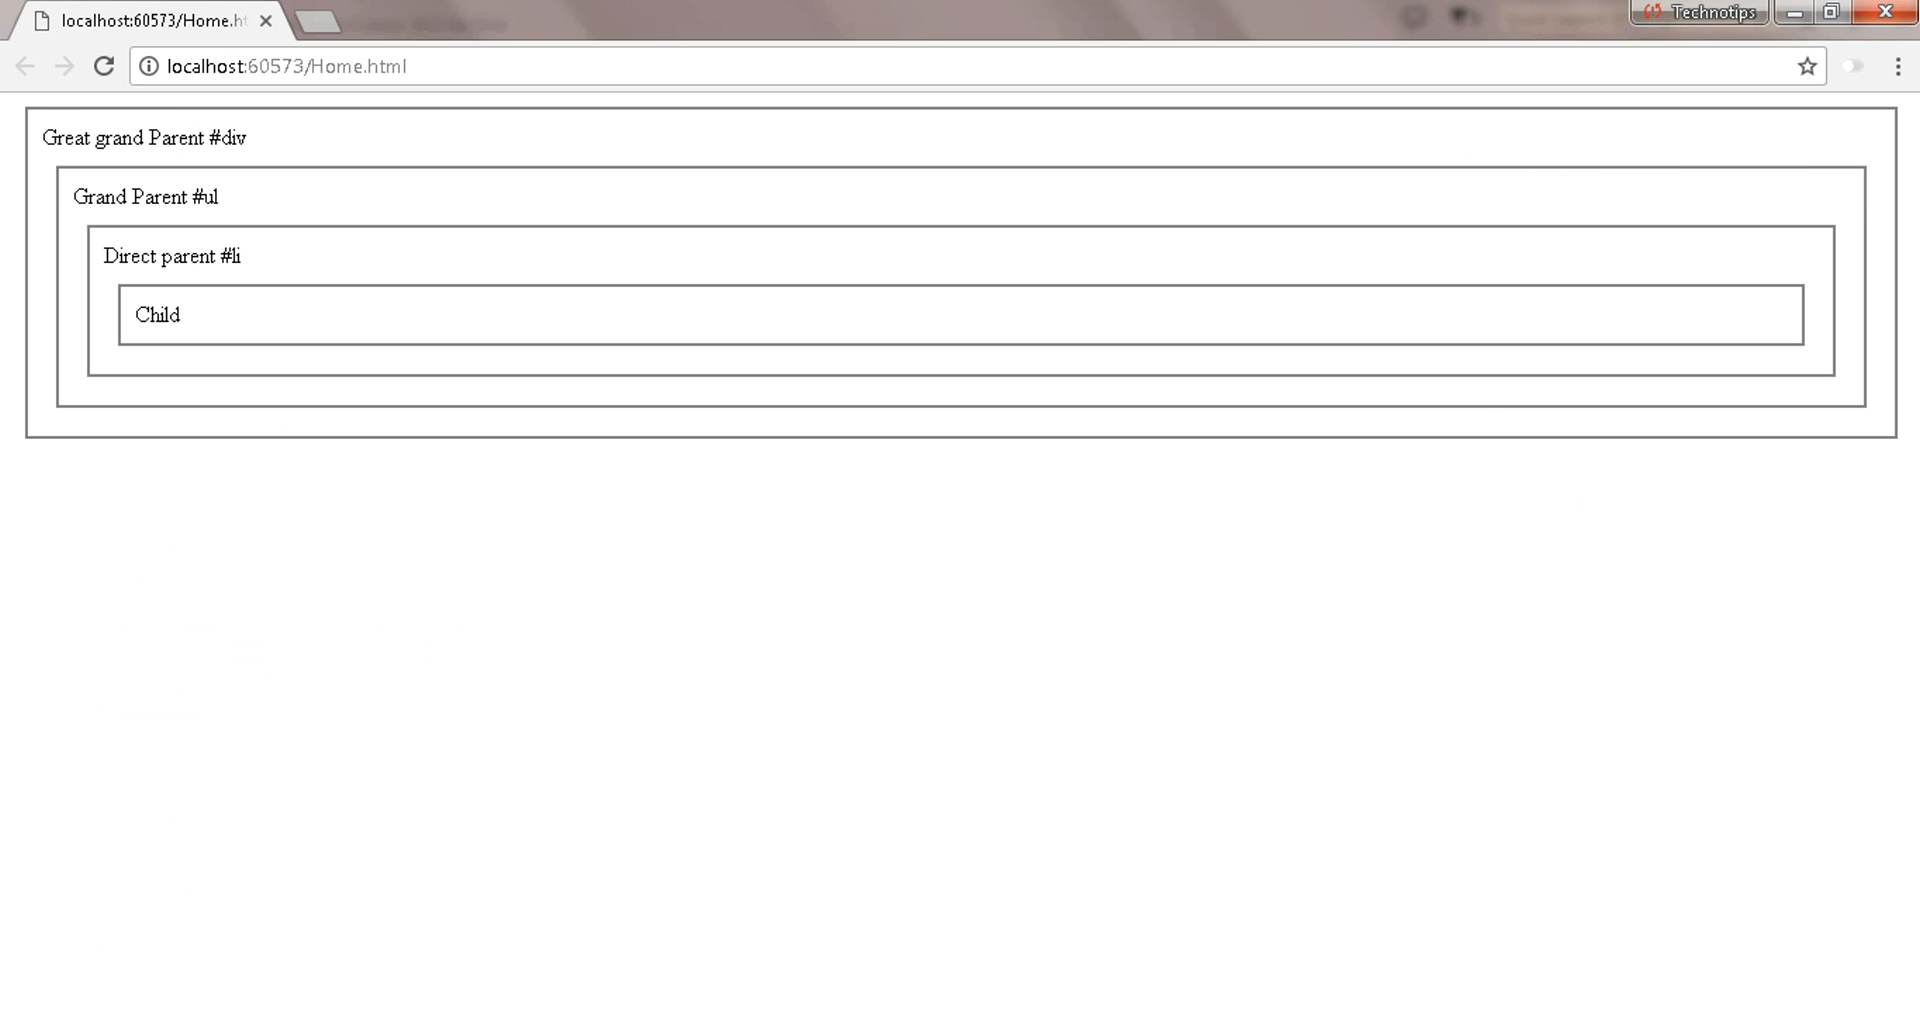 localhost:60573/Home.ht
Technotips
localhost:60573/Home.html
Great grand Parent #div
Grand Parent #ul
Direct parent #li
Child